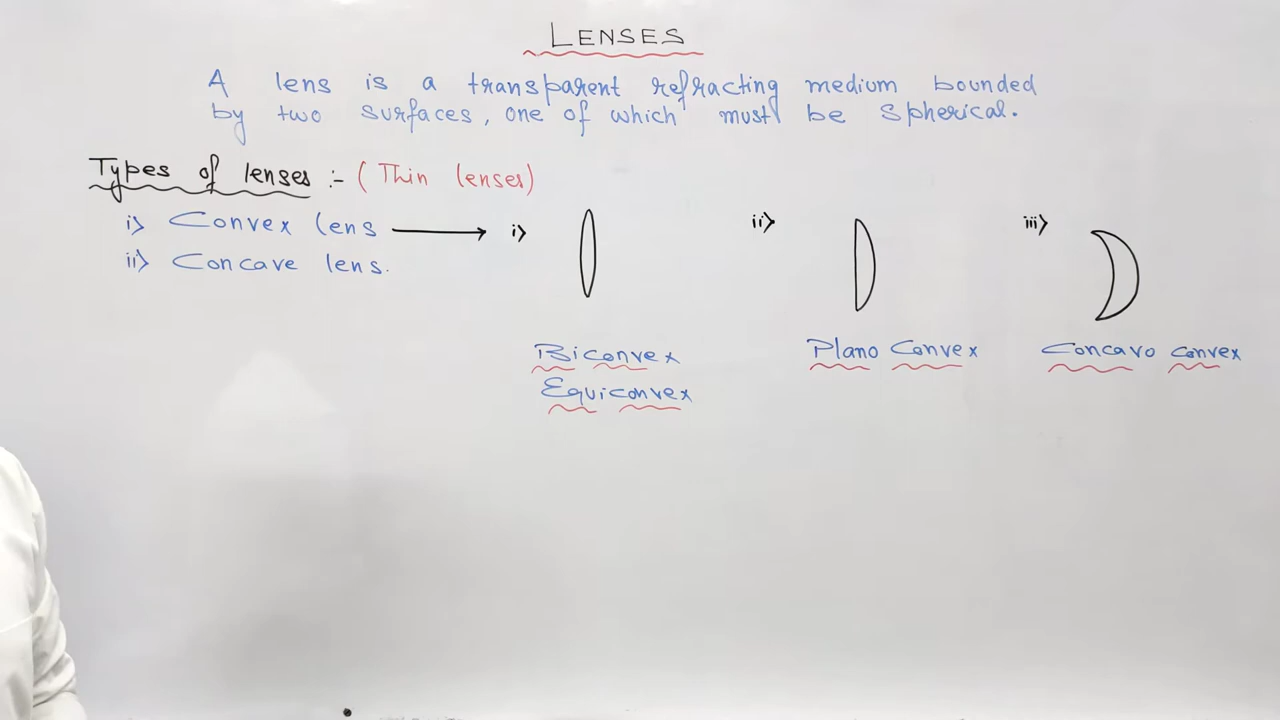 LENSES
A lens is a transparent refracting medium bounded
by two surfaces, one of which must be spherical.
Types of lenses :- (Thin lenses)
i) Convex lens → i) ii) iii)
ii) Concave lens.
Biconvex Plano Convex Concavo convex
Equiconvex